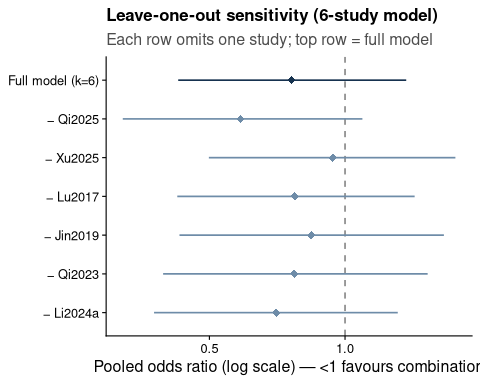 Leave-one-out sensitivity (6-study model)
Each row omits one study; top row = full model
Full model (k=6)
– Qi2025
– Xu2025
– Lu2017
– Jin2019
– Qi2023
– Li2024a
0.5 1.0
Pooled odds ratio (log scale) — <1 favours combination